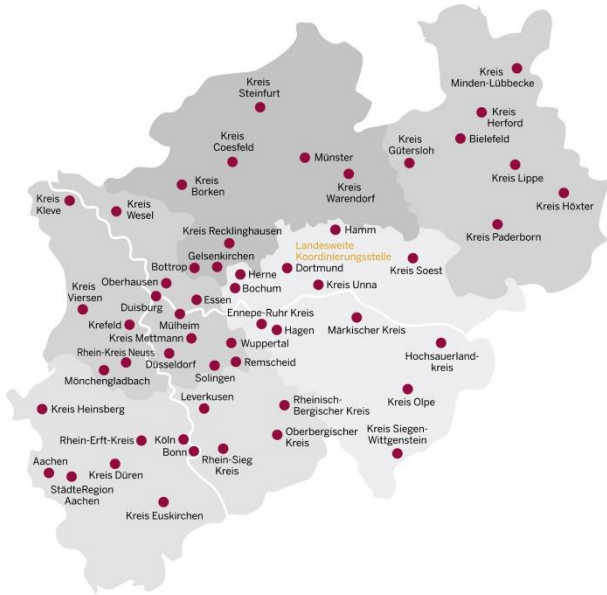 Kreis
Minden-Lübbecke
Kreis
Steinfurt
Kreis
Herford
Kreis
Coesfeld
Kreis
Gütersloh
Bielefeld
Münster
Kreis
Borken
Kreis
Warendorf
Kreis Lippe
Kreis
Kleve
Kreis
Wesel
Kreis Höxter
Kreis Paderborn
Kreis Recklinghausen
Hamm
Landesweite
Koordinierungsstelle
Gelsenkirchen
Bottrop
Herne
Dortmund
Kreis Soest
Oberhausen
Kreis
Viersen
Bochum
Kreis Unna
Duisburg
Essen
Ennepe-Ruhr Kreis
Krefeld
Mülheim
Hagen
Märkischer Kreis
Kreis Mettmann
Wuppertal
Hochsauerland-
kreis
Rhein-Kreis Neuss
Düsseldorf
Remscheid
Mönchengladbach
Solingen
Leverkusen
Rheinisch-
Bergischer Kreis
Kreis Olpe
Kreis Heinsberg
Rhein-Erft-Kreis
Köln
Bonn
Oberbergischer
Kreis
Kreis Siegen-
Wittgenstein
Rhein-Sieg
Kreis
Aachen
Kreis Düren
StädteRegion
Aachen
Kreis Euskirchen